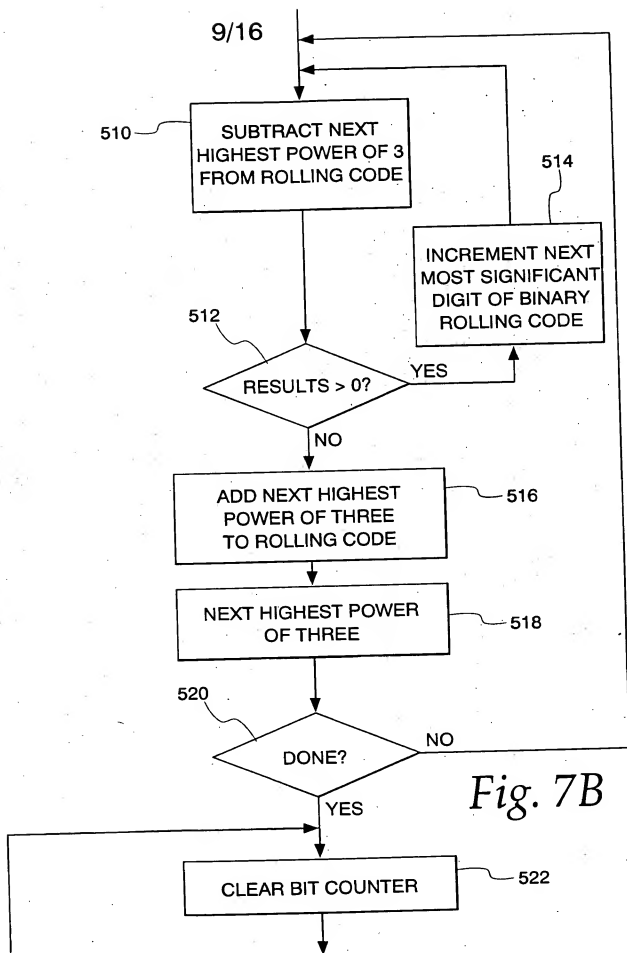 9/16
510
SUBTRACT NEXT
HIGHEST POWER OF 3
FROM ROLLING CODE
514
INCREMENT NEXT
MOST SIGNIFICANT
DIGIT OF BINARY
ROLLING CODE
512
RESULTS > 0?
YES
NO
ADD NEXT HIGHEST
POWER OF THREE
TO ROLLING CODE
516
NEXT HIGHEST POWER
OF THREE
518
520
DONE?
NO
YES
Fig. 7B
CLEAR BIT COUNTER
522